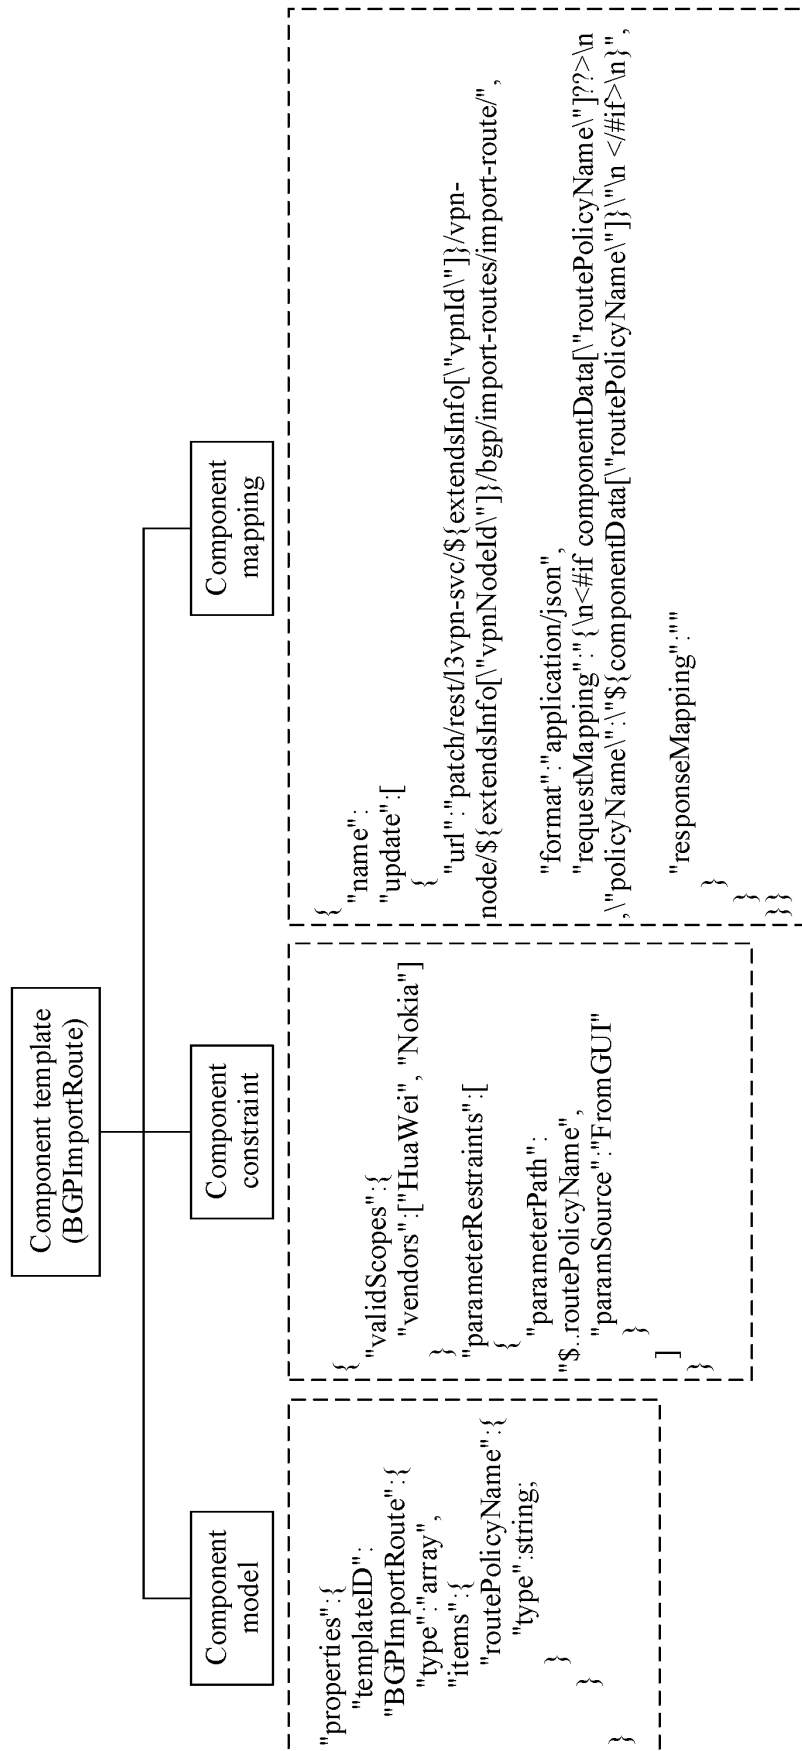 Component template
(BGPImportRoute)
Component
model
"properties":{
"templateID":
"BGPImportRoute":{
"type":"array",
"items":{
"routePolicyName":{
"type":string;
}
}
}
Component
constraint
{
"validScopes":{
"vendors":["HuaWei", "Nokia"]
}
"parameterRestraints":[
{
"parameterPath":
"$..routePolicyName",
"paramSource":"FromGUI"
}
]
}
Component
mapping
{
"name":
"update":[
{
"url":"patch/rest/l3vpn-svc/${extendsInfo[\"vpnId\"]}/vpn-
node/${extendsInfo[\"vpnNodeId\"]}/bgp/import-routes/import-route/",
"format":"application/json",
"requestMapping":"{\n<#if componentData[\"routePolicyName\"]??>\n
,\"policyName\":\"${componentData[\"routePolicyName\"]}\"\n </#if>\n}",
"responseMapping":""
}
}
}}